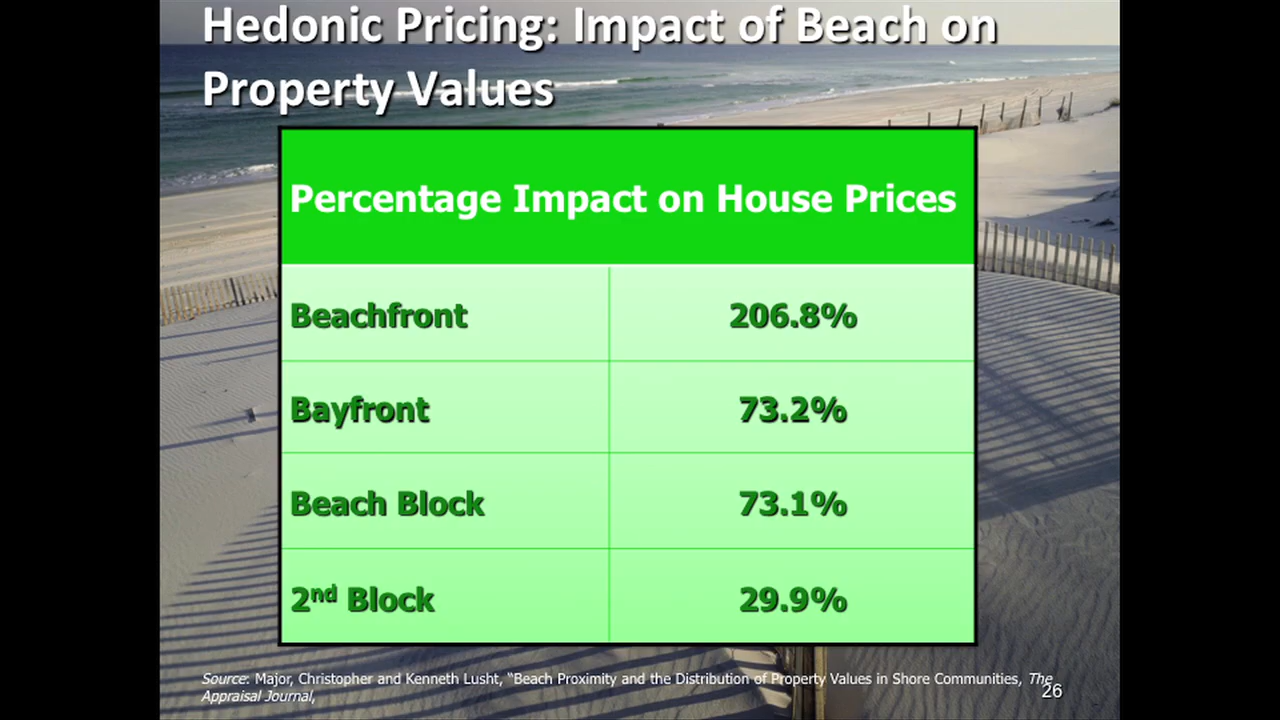 Hedonic Pricing: Impact of Beach on
Property Values
Percentage Impact on House Prices
Beachfront 206.8%
Bayfront 73.2%
Beach Block 73.1%
2nd Block 29.9%
Source: Major, Christopher and Kenneth Lusht, “Beach Proximity and the Distribution of Property Values in Shore Communities, The
Appraisal Journal,
26